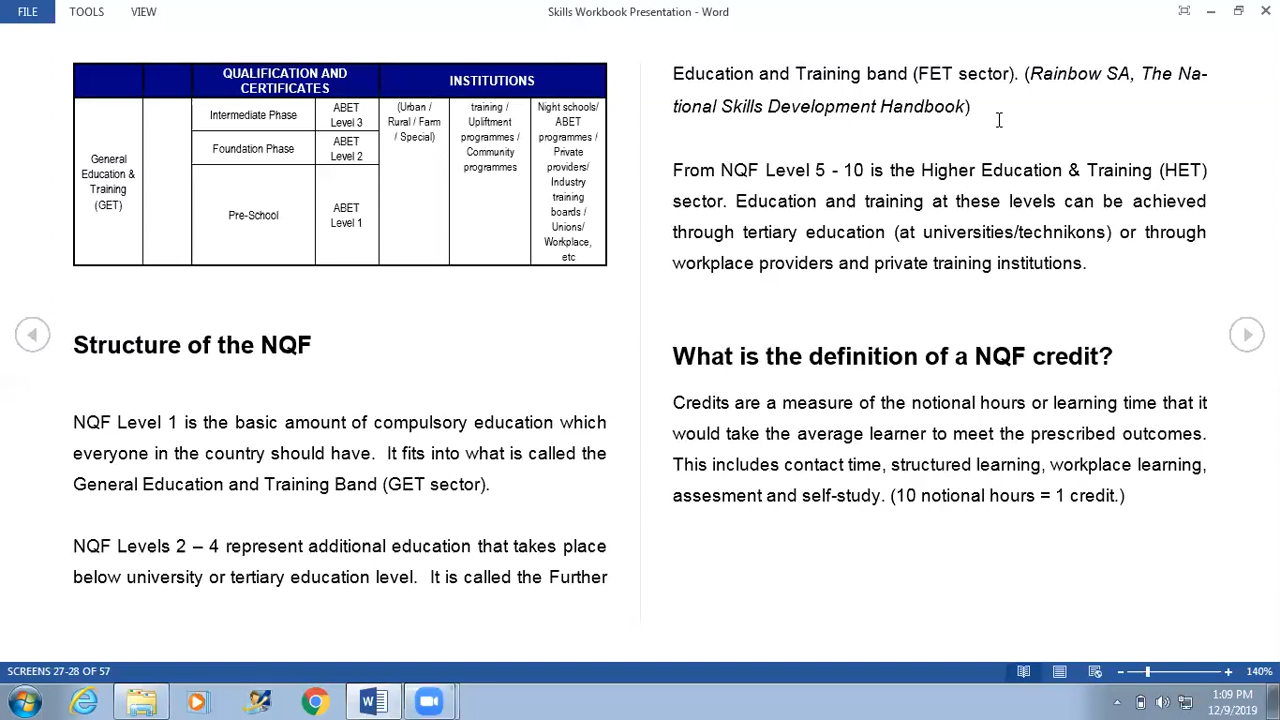 FILE TOOLS VIEW Skills Workbook Presentation - Word
QUALIFICATION AND
CERTIFICATES
INSTITUTIONS
General
Education &
Training
(GET)
Intermediate Phase
ABET
Level 3
Foundation Phase
ABET
Level 2
Pre-School
ABET
Level 1
(Urban /
Rural / Farm
/ Special)
training /
Upliftment
programmes /
Community
programmes
Night schools/
ABET
programmes /
Private
providers/
Industry
training
boards /
Unions/
Workplace,
etc
Structure of the NQF
NQF Level 1 is the basic amount of compulsory education which
everyone in the country should have. It fits into what is called the
General Education and Training Band (GET sector).
NQF Levels 2 – 4 represent additional education that takes place
below university or tertiary education level. It is called the Further
Education and Training band (FET sector). (Rainbow SA, The Na-
tional Skills Development Handbook)
From NQF Level 5 - 10 is the Higher Education & Training (HET)
sector. Education and training at these levels can be achieved
through tertiary education (at universities/technikons) or through
workplace providers and private training institutions.
What is the definition of a NQF credit?
Credits are a measure of the notional hours or learning time that it
would take the average learner to meet the prescribed outcomes.
This includes contact time, structured learning, workplace learning,
assesment and self-study. (10 notional hours = 1 credit.)
SCREENS 27-28 OF 57
140%
1:09 PM
12/9/2019